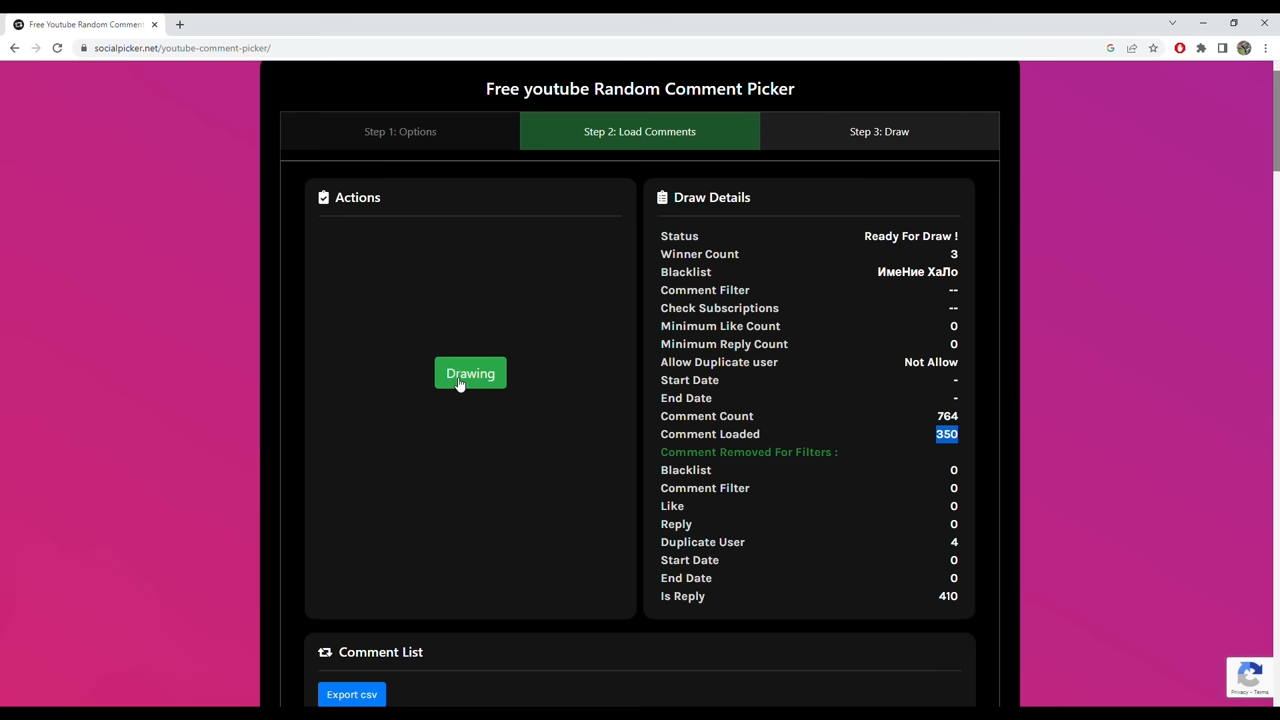 Free Youtube Random Comment
socialpicker.net/youtube-comment-picker/
Free youtube Random Comment Picker
Step 1: Options
Step 2: Load Comments
Step 3: Draw
Actions
Drawing
Draw Details
Status Ready For Draw !
Winner Count 3
Blacklist ИмеНие ХаЛо
Comment Filter --
Check Subscriptions --
Minimum Like Count 0
Minimum Reply Count 0
Allow Duplicate user Not Allow
Start Date -
End Date -
Comment Count 764
Comment Loaded 350
Comment Removed For Filters :
Blacklist 0
Comment Filter 0
Like 0
Reply 0
Duplicate User 4
Start Date 0
End Date 0
Is Reply 410
Comment List
Export csv
Privacy - Terms